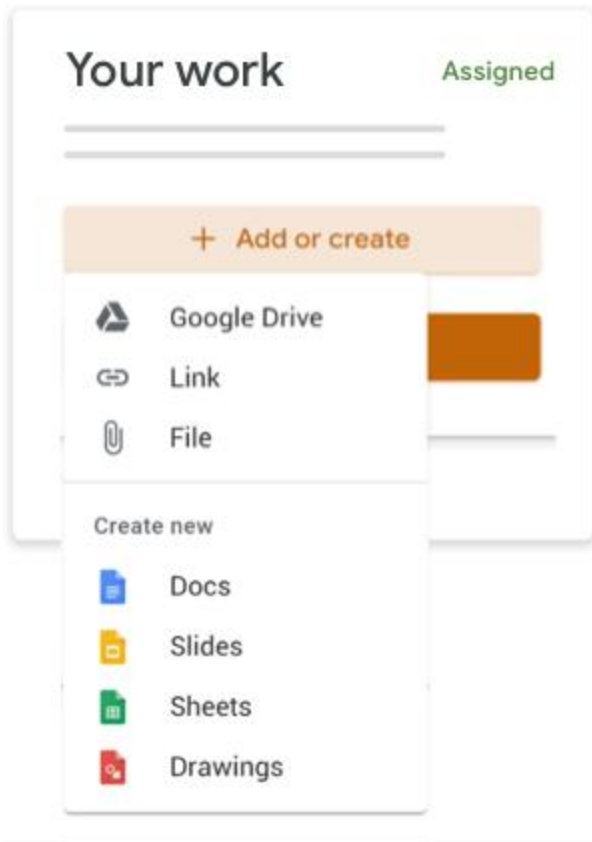 Your work
Assigned
+ Add or create
Google Drive
Link
File
Create new
Docs
Slides
Sheets
Drawings